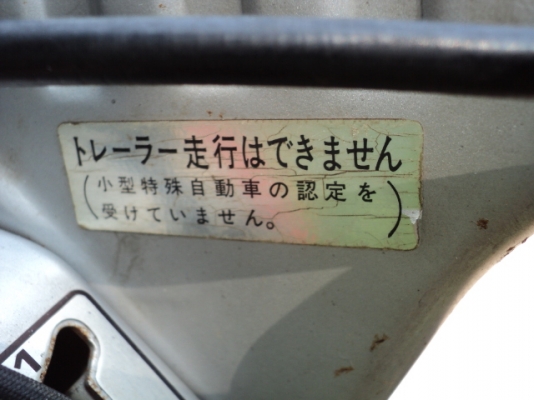 トレーラー走行はできません
(小型特殊自動車の認定を
受けていません。)
1